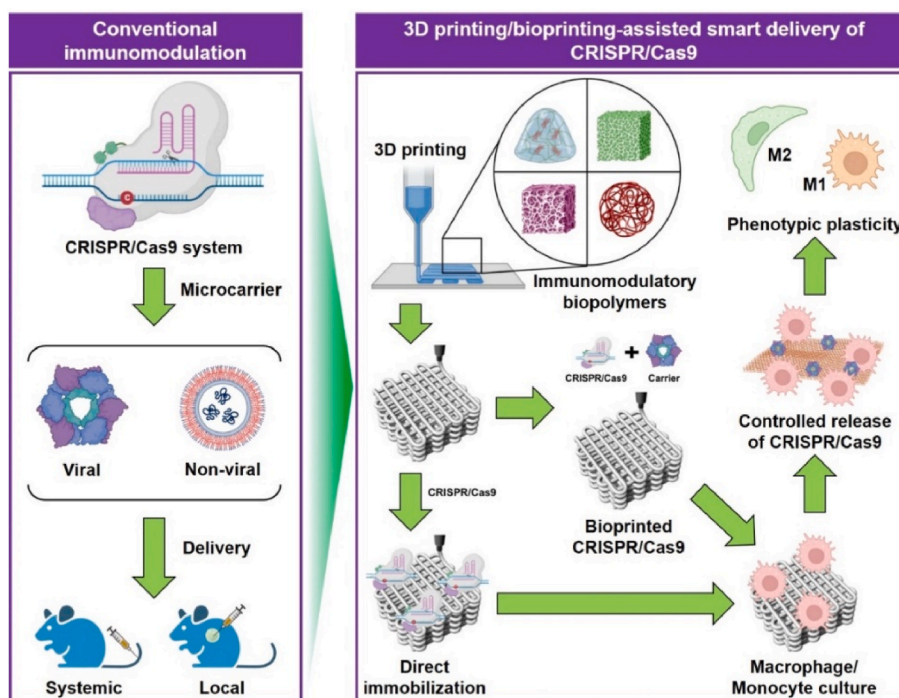 Conventional
immunomodulation
CRISPR/Cas9 system
Microcarrier
Viral
Non-viral
Delivery
Systemic
Local
3D printing/bioprinting-assisted smart delivery of
CRISPR/Cas9
3D printing
Immunomodulatory
biopolymers
M2
M1
Phenotypic plasticity
CRISPR/Cas9
+
Carrier
Controlled release
of CRISPR/Cas9
CRISPR/Cas9
Bioprinted
CRISPR/Cas9
Direct
immobilization
Macrophage/
Monocyte culture
C